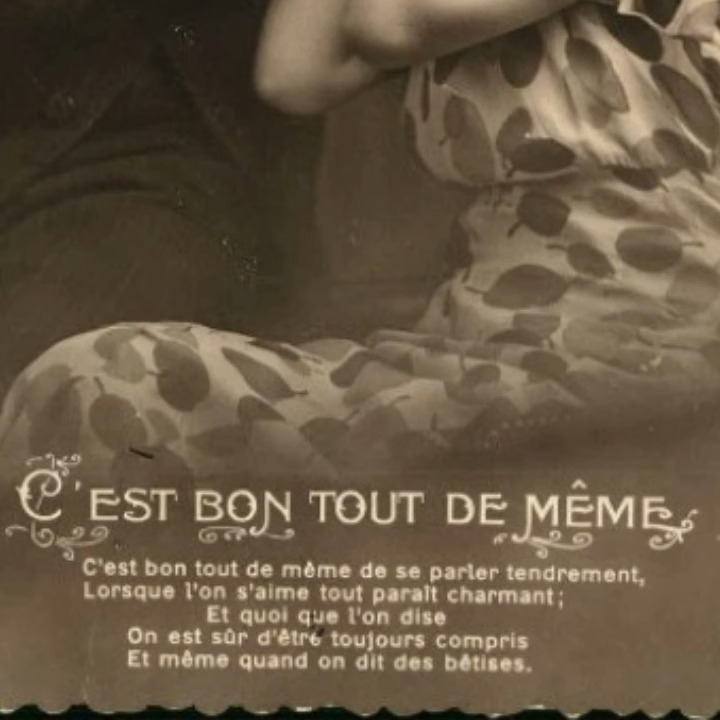 C'EST BON TOUT DE MÊME
C'est bon tout de même de se parler tendrement,
Lorsque l'on s'aime tout paraît charmant;
Et quoi que l'on dise
On est sûr d'être toujours compris
Et même quand on dit des bêtises.